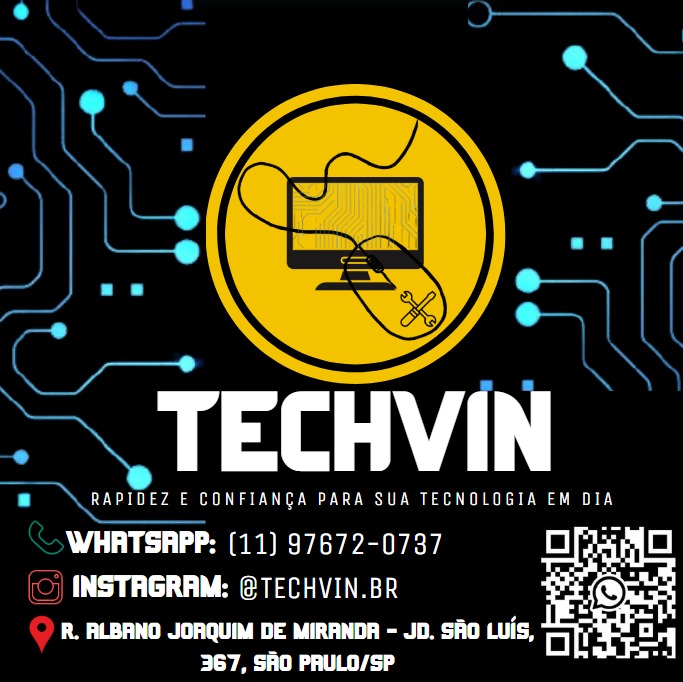 TECHVIN
RAPIDEZ E CONFIANÇA PARA SUA TECNOLOGIA EM DIA
WHATSAPP: (11) 97672-0737
INSTAGRAM: @TECHVIN.BR
R. ALBANO JOAQUIM DE MIRANDA - JD. SÃO LUÍS,
367, SÃO PAULO/SP